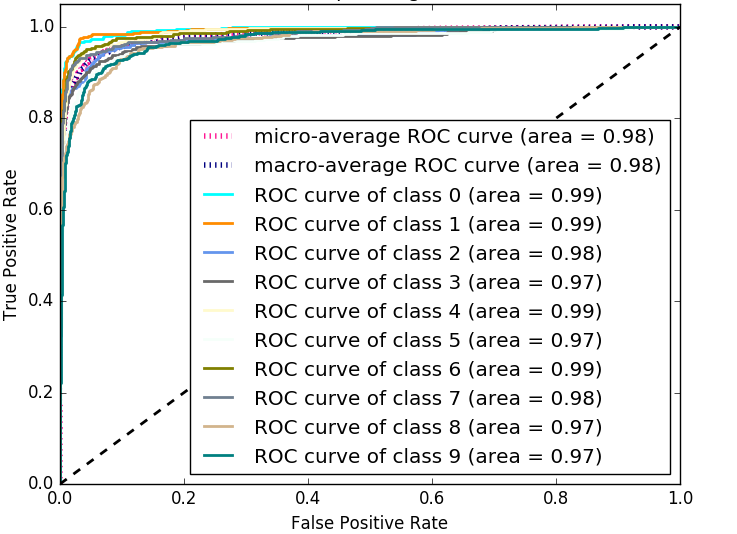 1.0
0.8
0.6
0.4
0.2
0.0
True Positive Rate
micro-average ROC curve (area = 0.98)
macro-average ROC curve (area = 0.98)
ROC curve of class 0 (area = 0.99)
ROC curve of class 1 (area = 0.99)
ROC curve of class 2 (area = 0.98)
ROC curve of class 3 (area = 0.97)
ROC curve of class 4 (area = 0.99)
ROC curve of class 5 (area = 0.97)
ROC curve of class 6 (area = 0.99)
ROC curve of class 7 (area = 0.98)
ROC curve of class 8 (area = 0.97)
ROC curve of class 9 (area = 0.97)
0.0 0.2 0.4 0.6 0.8 1.0
False Positive Rate